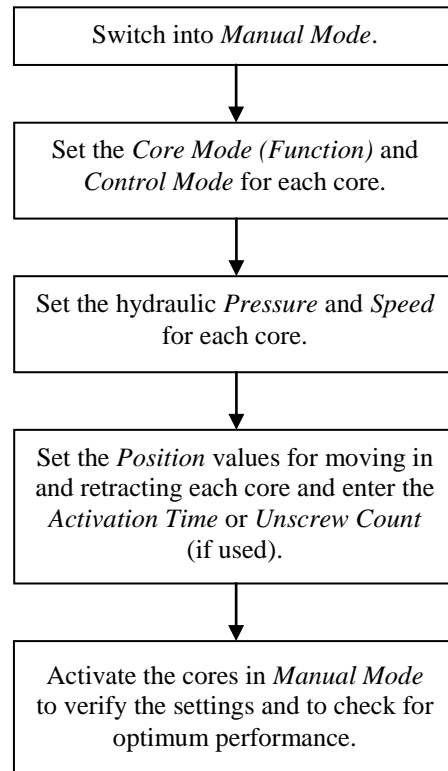 Switch into Manual Mode.
Set the Core Mode (Function) and
Control Mode for each core.
Set the hydraulic Pressure and Speed
for each core.
Set the Position values for moving in
and retracting each core and enter the
Activation Time or Unscrew Count
(if used).
Activate the cores in Manual Mode
to verify the settings and to check for
optimum performance.